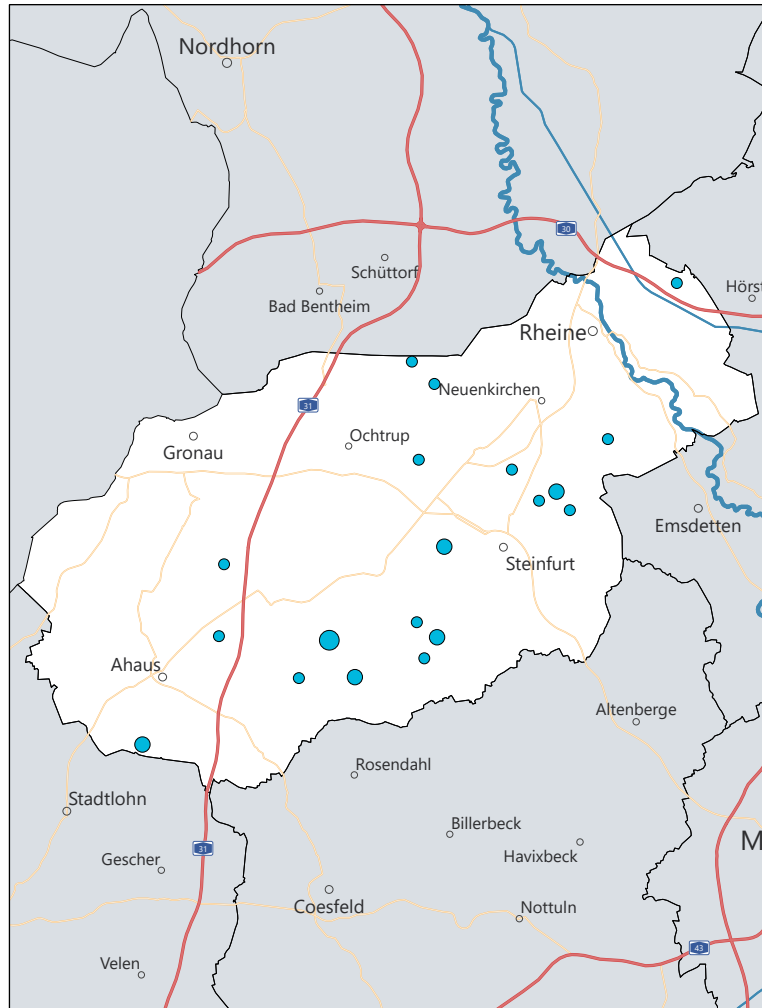 Nordhorn
30
Schüttorf
Hörst
Bad Bentheim
Rheine
Neuenkirchen
31
Ochtrup
Gronau
Emsdetten
Steinfurt
Ahaus
Altenberge
Rosendahl
Stadtlohn
Billerbeck
M
Havixbeck
31
Gescher
Coesfeld
Nottuln
43
Velen